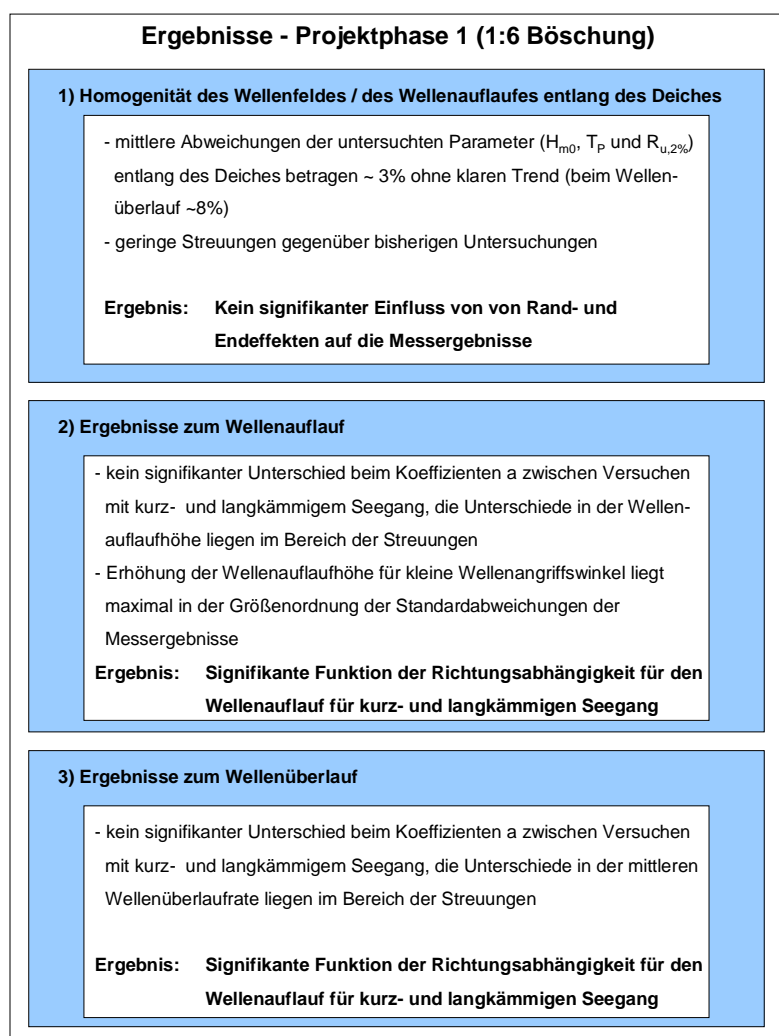 Ergebnisse - Projektphase 1 (1:6 Böschung)
1) Homogenität des Wellenfeldes / des Wellenauflaufes entlang des Deiches
- mittlere Abweichungen der untersuchten Parameter (Hm0, TP und Ru,2%)
entlang des Deiches betragen ~ 3% ohne klaren Trend (beim Wellen-
überlauf ~8%)
- geringe Streuungen gegenüber bisherigen Untersuchungen
Ergebnis: Kein signifikanter Einfluss von von Rand- und
Endeffekten auf die Messergebnisse
2) Ergebnisse zum Wellenauflauf
- kein signifikanter Unterschied beim Koeffizienten a zwischen Versuchen
mit kurz- und langkämmigem Seegang, die Unterschiede in der Wellen-
auflaufhöhe liegen im Bereich der Streuungen
- Erhöhung der Wellenauflaufhöhe für kleine Wellenangriffswinkel liegt
maximal in der Größenordnung der Standardabweichungen der
Messergebnisse
Ergebnis: Signifikante Funktion der Richtungsabhängigkeit für den
Wellenauflauf für kurz- und langkämmigen Seegang
3) Ergebnisse zum Wellenüberlauf
- kein signifikanter Unterschied beim Koeffizienten a zwischen Versuchen
mit kurz- und langkämmigem Seegang, die Unterschiede in der mittleren
Wellenüberlaufrate liegen im Bereich der Streuungen
Ergebnis: Signifikante Funktion der Richtungsabhängigkeit für den
Wellenauflauf für kurz- und langkämmigen Seegang